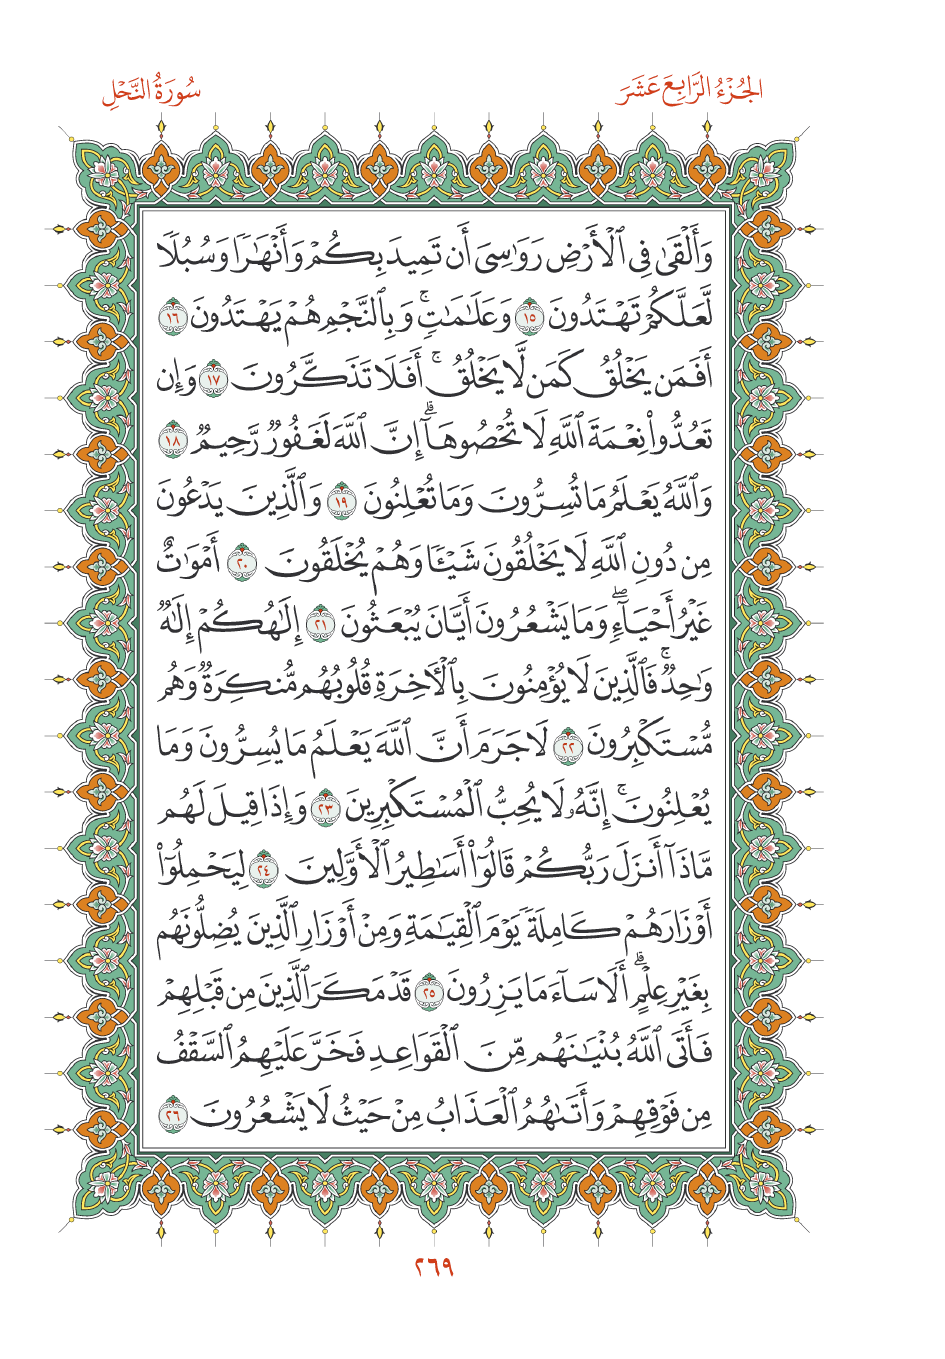 الجُزْءُ الرَّابِعَ عَشَرَ
سُورَةُ النَّحْلِ
وَأَلْقَىٰ فِي ٱلْأَرْضِ رَوَٰسِيَ أَن تَمِيدَ بِكُمْ وَأَنْهَٰرًا وَسُبُلًا
لَّعَلَّكُمْ تَهْتَدُونَ ١٥ وَعَلَٰمَٰتٍۚ وَبِٱلنَّجْمِ هُمْ يَهْتَدُونَ ١٦
أَفَمَن يَخْلُقُ كَمَن لَّا يَخْلُقُۚ أَفَلَا تَذَكَّرُونَ ١٧ وَإِن
تَعُدُّوا۟ نِعْمَةَ ٱللَّهِ لَا تُحْصُوهَآۗ إِنَّ ٱللَّهَ لَغَفُورٌ رَّحِيمٌ ١٨
وَٱللَّهُ يَعْلَمُ مَا تُسِرُّونَ وَمَا تُعْلِنُونَ ١٩ وَٱلَّذِينَ يَدْعُونَ
مِن دُونِ ٱللَّهِ لَا يَخْلُقُونَ شَيْـًٔا وَهُمْ يُخْلَقُونَ ٢٠ أَمْوَٰتٌ
غَيْرُ أَحْيَآءٍۖ وَمَا يَشْعُرُونَ أَيَّانَ يُبْعَثُونَ ٢١ إِلَٰهُكُمْ إِلَٰهٌ
وَٰحِدٌۚ فَٱلَّذِينَ لَا يُؤْمِنُونَ بِٱلْـَٔاخِرَةِ قُلُوبُهُم مُّنكِرَةٌ وَهُم
مُّسْتَكْبِرُونَ ٢٢ لَا جَرَمَ أَنَّ ٱللَّهَ يَعْلَمُ مَا يُسِرُّونَ وَمَا
يُعْلِنُونَۚ إِنَّهُۥ لَا يُحِبُّ ٱلْمُسْتَكْبِرِينَ ٢٣ وَإِذَا قِيلَ لَهُم
مَّاذَآ أَنزَلَ رَبُّكُمْ قَالُوٓا۟ أَسَٰطِيرُ ٱلْأَوَّلِينَ ٢٤ لِيَحْمِلُوٓا۟
أَوْزَارَهُمْ كَامِلَةً يَوْمَ ٱلْقِيَٰمَةِ وَمِنْ أَوْزَارِ ٱلَّذِينَ يُضِلُّونَهُم
بِغَيْرِ عِلْمٍۗ أَلَا سَآءَ مَا يَزِرُونَ ٢٥ قَدْ مَكَرَ ٱلَّذِينَ مِن قَبْلِهِمْ
فَأَتَى ٱللَّهُ بُنْيَٰنَهُم مِّنَ ٱلْقَوَاعِدِ فَخَرَّ عَلَيْهِمُ ٱلسَّقْفُ
مِن فَوْقِهِمْ وَأَتَىٰهُمُ ٱلْعَذَابُ مِنْ حَيْثُ لَا يَشْعُرُونَ ٢٦
٢٦٩